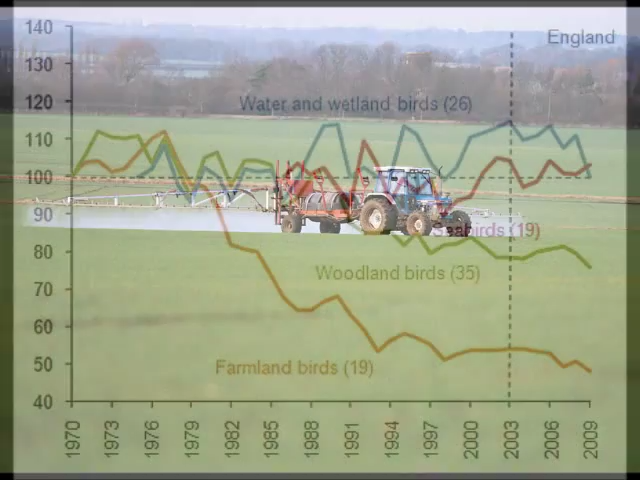 140
England
130
Water and wetland birds (26)
120
110
100
90
Seabirds (19)
80
Woodland birds (35)
70
60
50
Farmland birds (19)
40
1970 1973 1976 1979 1982 1985 1988 1991 1994 1997 2000 2003 2006 2009